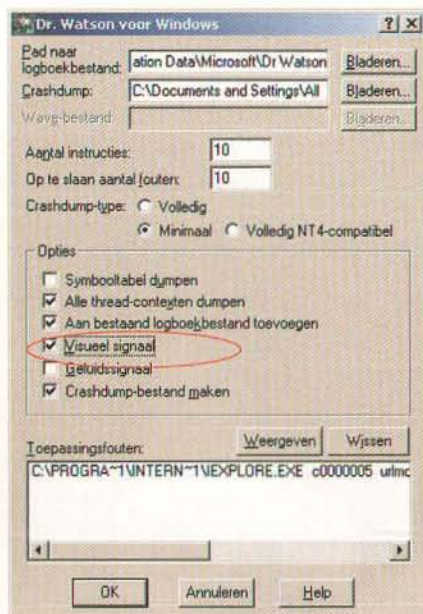 Dr. Watson voor Windows
Pad naar logboekbestand: ation Data\Microsoft\Dr Watson Bladeren...
Crashdump: C:\Documents and Settings\All Bladeren...
Wave-bestand: Bladeren...
Aantal instructies: 10
Op te slaan aantal fouten: 10
Crashdump-type: Volledig
Minimaal Volledig NT4-compatibel
Opties
Symbooltabel dumpen
Alle thread-contexten dumpen
Aan bestaand logboekbestand toevoegen
Visueel signaal
Geluidssignaal
Crashdump-bestand maken
Toepassingsfouten: Weergeven Wissen
C:\PROGRA~1\INTERN~1\IEXPLORE.EXE c0000005 urlmo
OK Annuleren Help